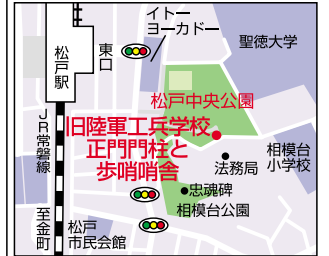 イトー
ヨーカドー
聖徳大学
松戸駅
東口
松戸中央公園
旧陸軍工兵学校
正門門柱と
歩哨哨舎
JR常磐線
法務局
相模台
小学校
忠魂碑
相模台公園
至金町
松戸
市民会館